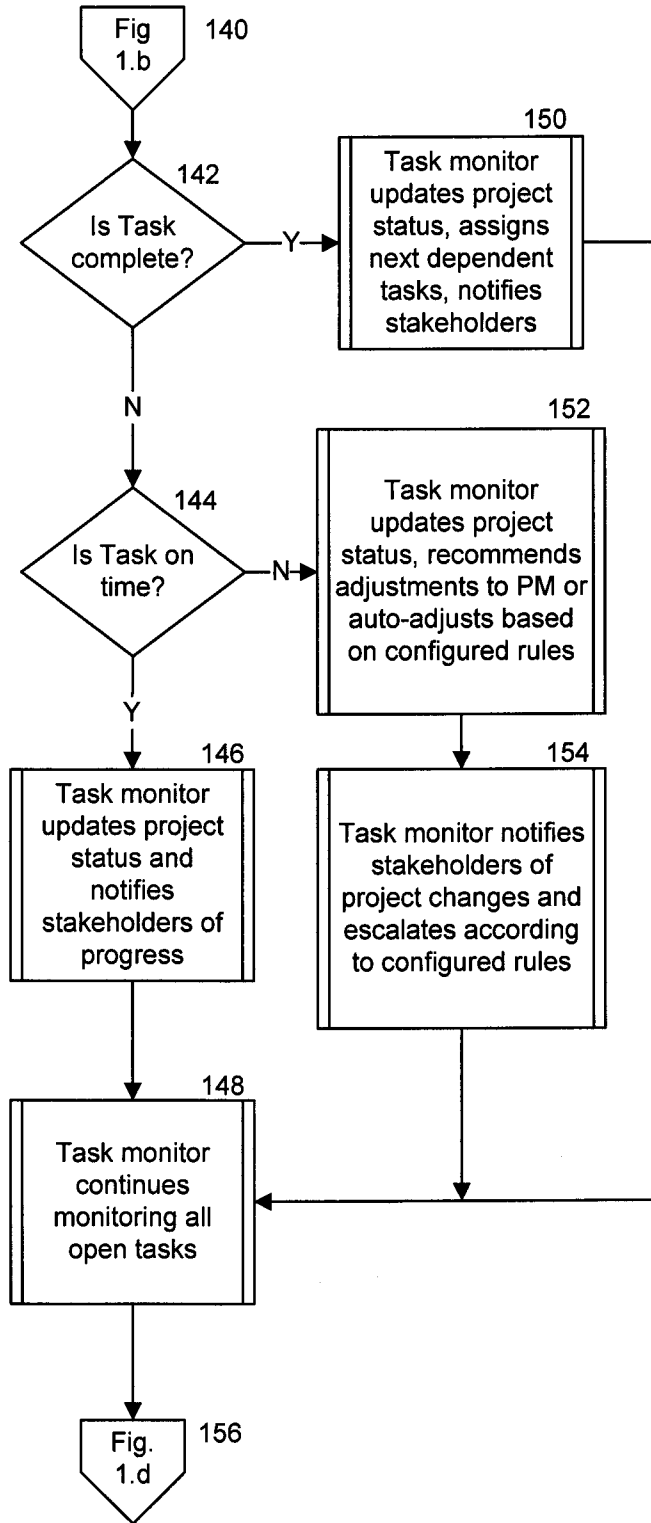 Fig
1.b
140
142
Is Task
complete?
Y
150
Task monitor
updates project
status, assigns
next dependent
tasks, notifies
stakeholders
N
144
Is Task on
time?
N
152
Task monitor
updates project
status, recommends
adjustments to PM or
auto-adjusts based
on configured rules
Y
146
Task monitor
updates project
status and
notifies
stakeholders of
progress
154
Task monitor notifies
stakeholders of
project changes and
escalates according
to configured rules
148
Task monitor
continues
monitoring all
open tasks
Fig.
1.d
156